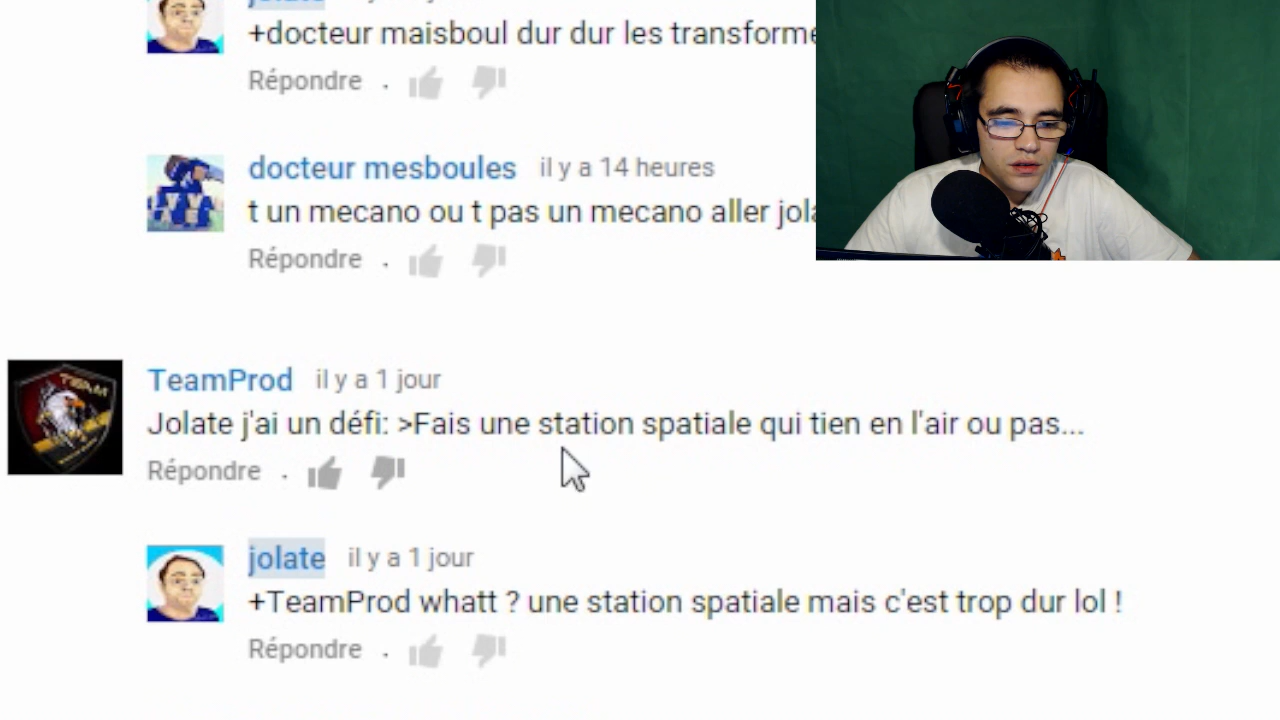 jolate
+docteur maisboul dur dur les transforme
Répondre .
docteur mesboules il y a 14 heures
t un mecano ou t pas un mecano aller jola
Répondre .
TEAM
TeamProd il y a 1 jour
Jolate j'ai un défi: >Fais une station spatiale qui tien en l'air ou pas...
Répondre .
jolate il y a 1 jour
+TeamProd whatt ? une station spatiale mais c'est trop dur lol !
Répondre .